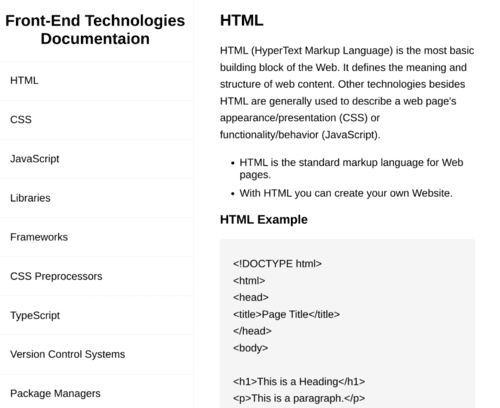 Front-End Technologies
Documentaion
HTML
CSS
JavaScript
Libraries
Frameworks
CSS Preprocessors
TypeScript
Version Control Systems
Package Managers
HTML
HTML (HyperText Markup Language) is the most basic
building block of the Web. It defines the meaning and
structure of web content. Other technologies besides
HTML are generally used to describe a web page's
appearance/presentation (CSS) or
functionality/behavior (JavaScript).
• HTML is the standard markup language for Web
pages.
• With HTML you can create your own Website.
HTML Example
<!DOCTYPE html>
<html>
<head>
<title>Page Title</title>
</head>
<body>
<h1>This is a Heading</h1>
<p>This is a paragraph.</p>